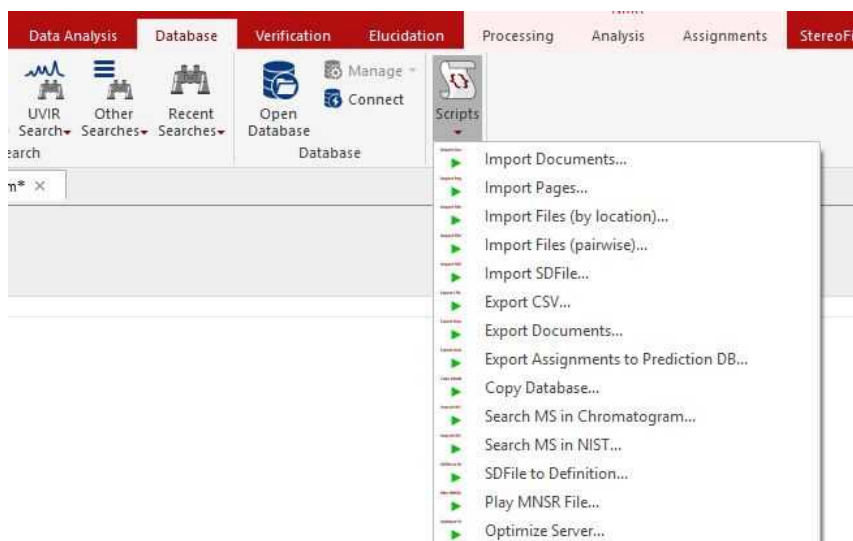 Data Analysis Database Verification Elucidation Processing Analysis Assignments
UVIR Search
Other Searches
Recent Searches
Open Database
Manage
Connect
Scripts
Database
m* ×
Import Documents...
Import Pages...
Import Files (by location)...
Import Files (pairwise)...
Import SDFile...
Export CSV...
Export Documents...
Export Assignments to Prediction DB...
Copy Database...
Search MS in Chromatogram...
Search MS in NIST...
SDFile to Definition...
Play MNSR File...
Optimize Server...